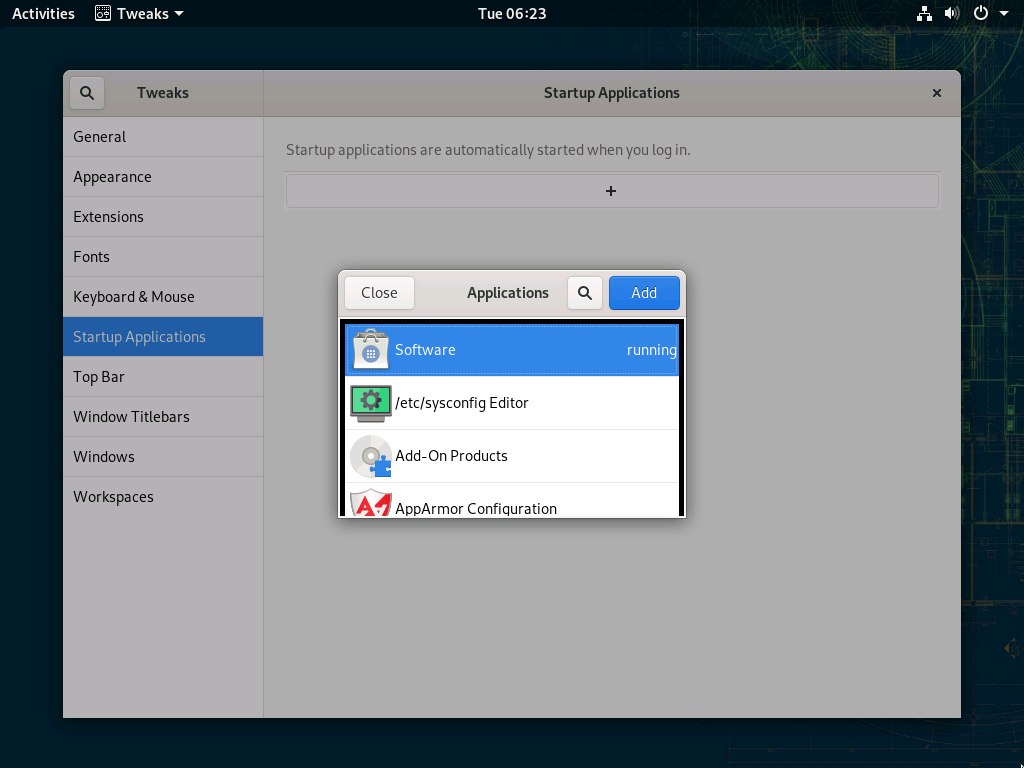 Activities Tweaks Tue 06:23
Tweaks Startup Applications
General
Appearance
Extensions
Fonts
Keyboard & Mouse
Startup Applications
Top Bar
Window Titlebars
Windows
Workspaces
Startup applications are automatically started when you log in.
+
Close Applications Add
Software running
/etc/sysconfig Editor
Add-On Products
AppArmor Configuration